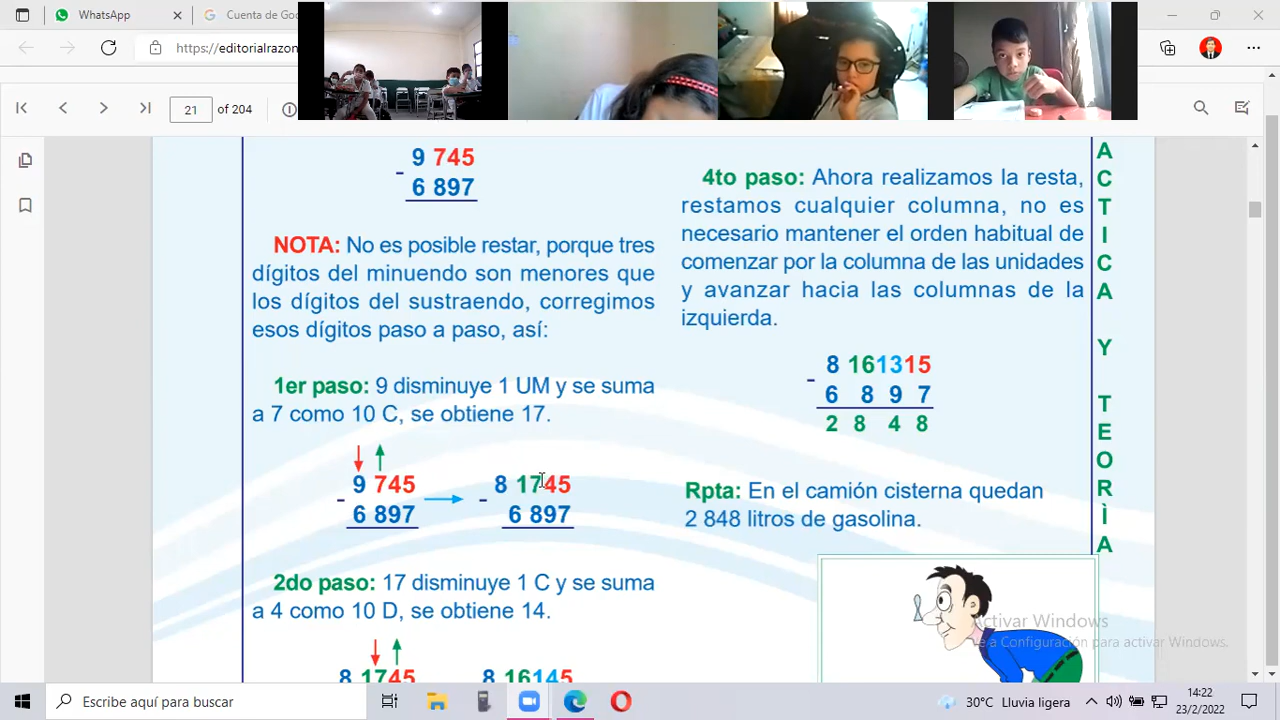 (32) WhatsApp
https://editorialrazon
21 of 204
9 745
- 6 897
NOTA: No es posible restar, porque tres
dígitos del minuendo son menores que
los dígitos del sustraendo, corregimos
esos dígitos paso a paso, así:
1er paso: 9 disminuye 1 UM y se suma
a 7 como 10 C, se obtiene 17.
9 745
- 6 897
8 1745
- 6 897
2do paso: 17 disminuye 1 C y se suma
a 4 como 10 D, se obtiene 14.
8 1745
8 16145
4to paso: Ahora realizamos la resta,
restamos cualquier columna, no es
necesario mantener el orden habitual de
comenzar por la columna de las unidades
y avanzar hacia las columnas de la
izquierda.
8 161315
- 6 8 9 7
2 8 4 8
Rpta: En el camión cisterna quedan
2 848 litros de gasolina.
ACTICA Y TEORÌA
Activar Windows
e a Configuración para activar Windows.
Escribe aquí para buscar
30°C Lluvia ligera
14:22
23/2/2022